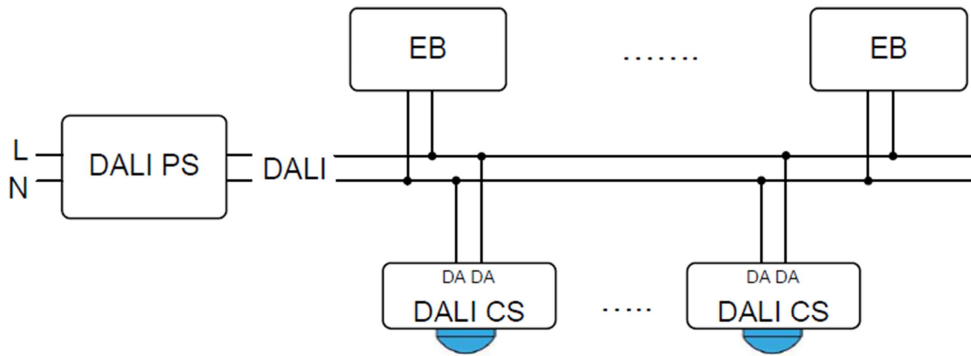 EB
.......
EB
L
N
DALI PS
DALI
DA DA
DALI CS
.....
DA DA
DALI CS